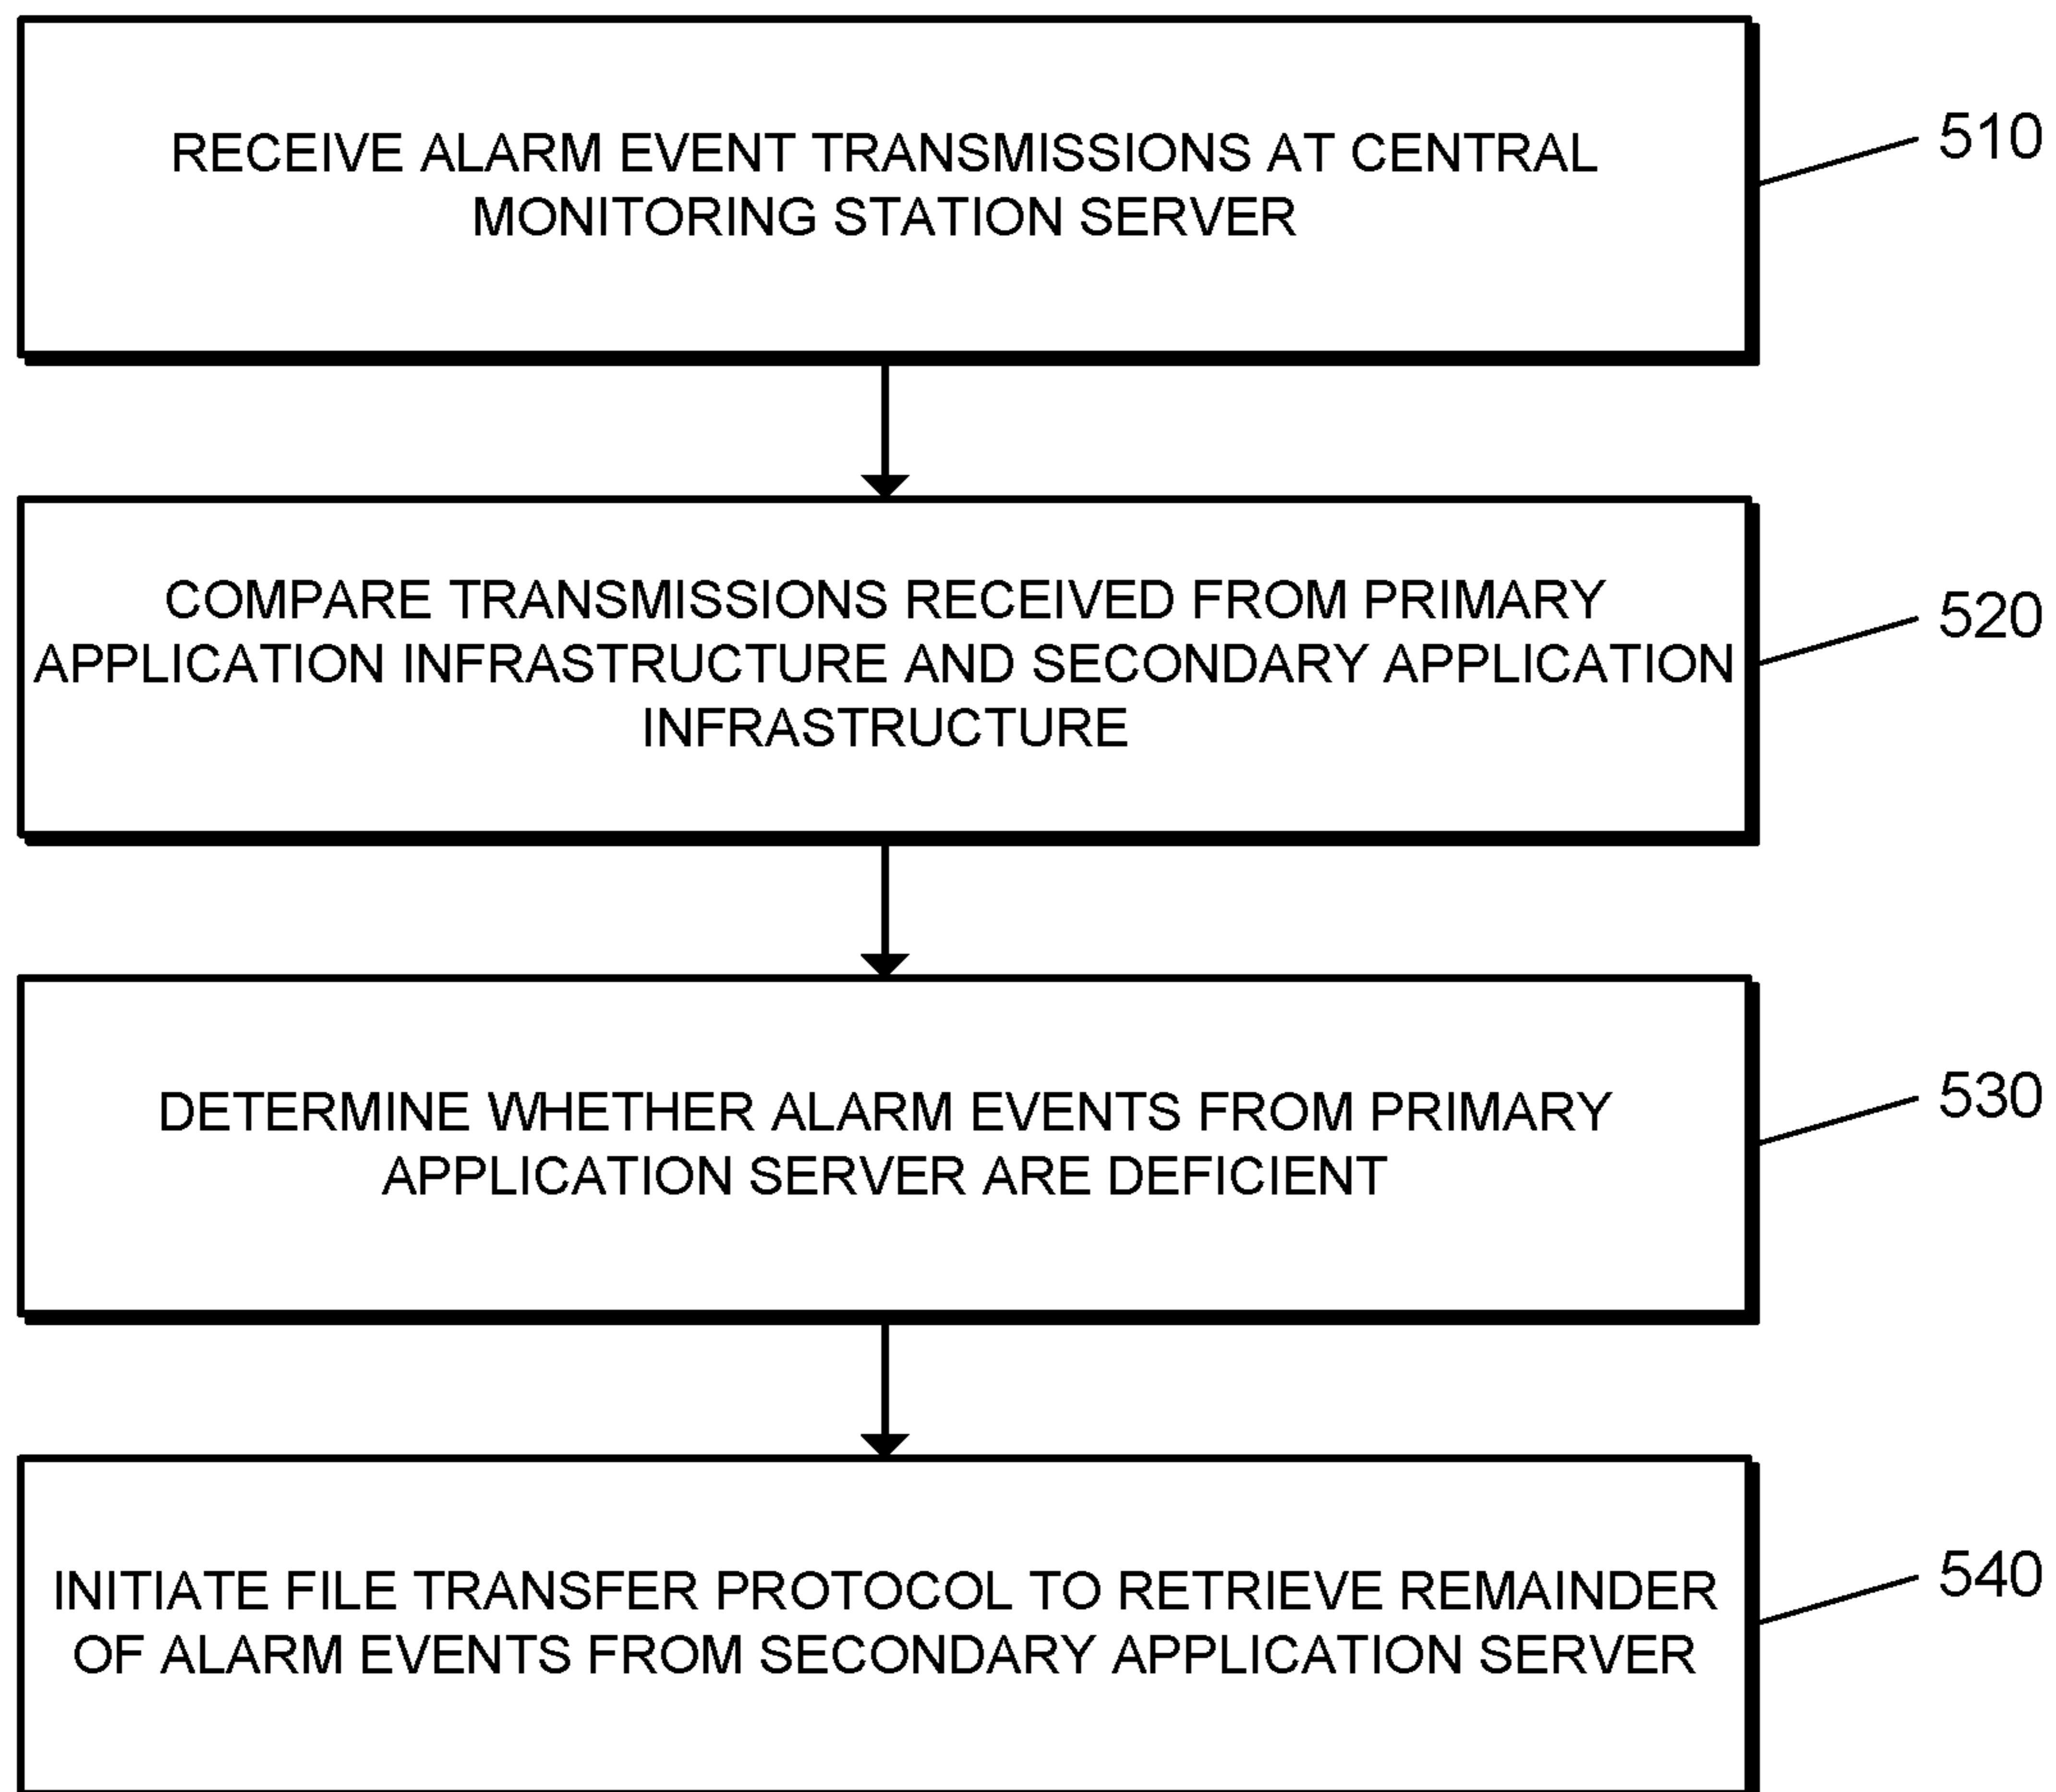 RECEIVE ALARM EVENT TRANSMISSIONS AT CENTRAL
MONITORING STATION SERVER
510
COMPARE TRANSMISSIONS RECEIVED FROM PRIMARY
APPLICATION INFRASTRUCTURE AND SECONDARY APPLICATION
INFRASTRUCTURE
520
DETERMINE WHETHER ALARM EVENTS FROM PRIMARY
APPLICATION SERVER ARE DEFICIENT
530
INITIATE FILE TRANSFER PROTOCOL TO RETRIEVE REMAINDER
OF ALARM EVENTS FROM SECONDARY APPLICATION SERVER
540